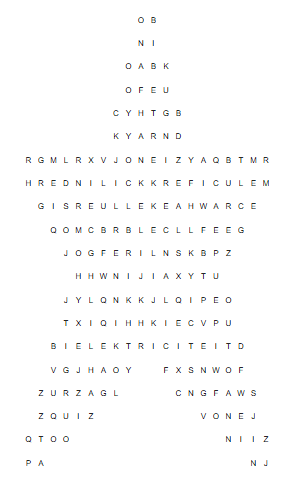 O B
N I
O A B K
O F E U
C Y H T G B
K Y A R N D
R G M L R X V J O N E I Z Y A Q B T M R
H R E D N I L I C K K R E F I C U L E M
G I S R E U L L E K E A H W A R C E
Q O M C B R B L E C L L F E E G
J O G F E R I L N S K B P Z
H H W N I J I A X Y T U
J Y L Q N K K J L Q I P E O
T X I Q I H H K I E C V P U
B I E L E K T R I C I T E I T D
V G J H A O Y F X S N W O F
Z U R Z A G L C N G F A W S
Z Q U I Z V O N E J
Q T O O N I I Z
P A N J